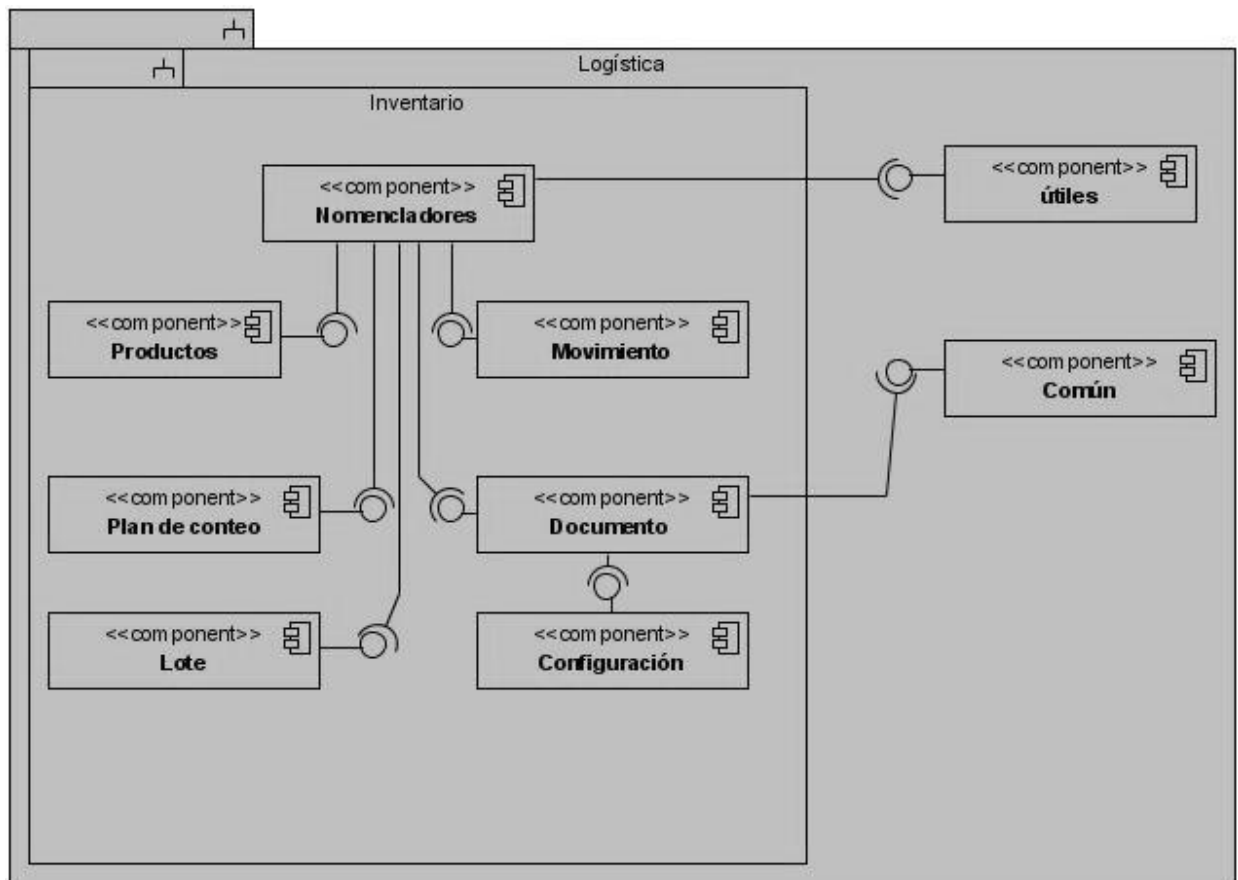 Logística
Inventario
<<component>>
Nomencladores
<<component>>
útiles
<<component>>
Productos
<<component>>
Movimiento
<<component>>
Común
<<component>>
Plan de conteo
<<component>>
Documento
<<component>>
Lote
<<component>>
Configuración